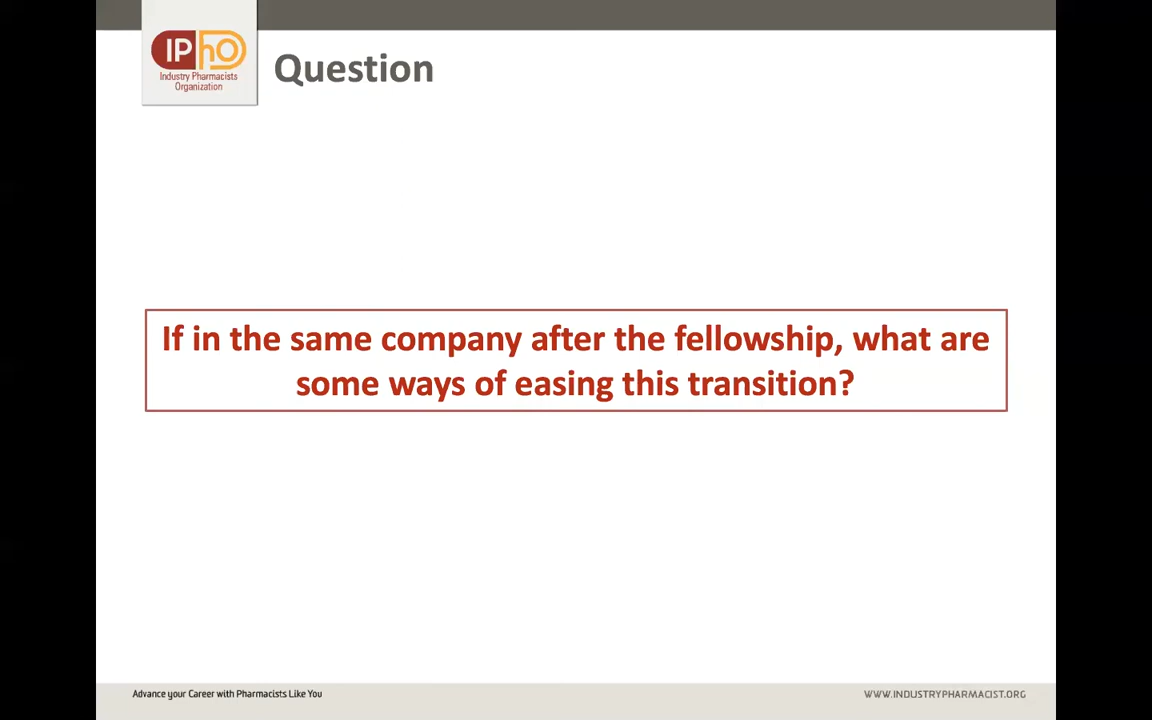 IPhO
Industry Pharmacists
Organization
Question
If in the same company after the fellowship, what are
some ways of easing this transition?
Advance your Career with Pharmacists Like You
WWW.INDUSTRYPHARMACIST.ORG